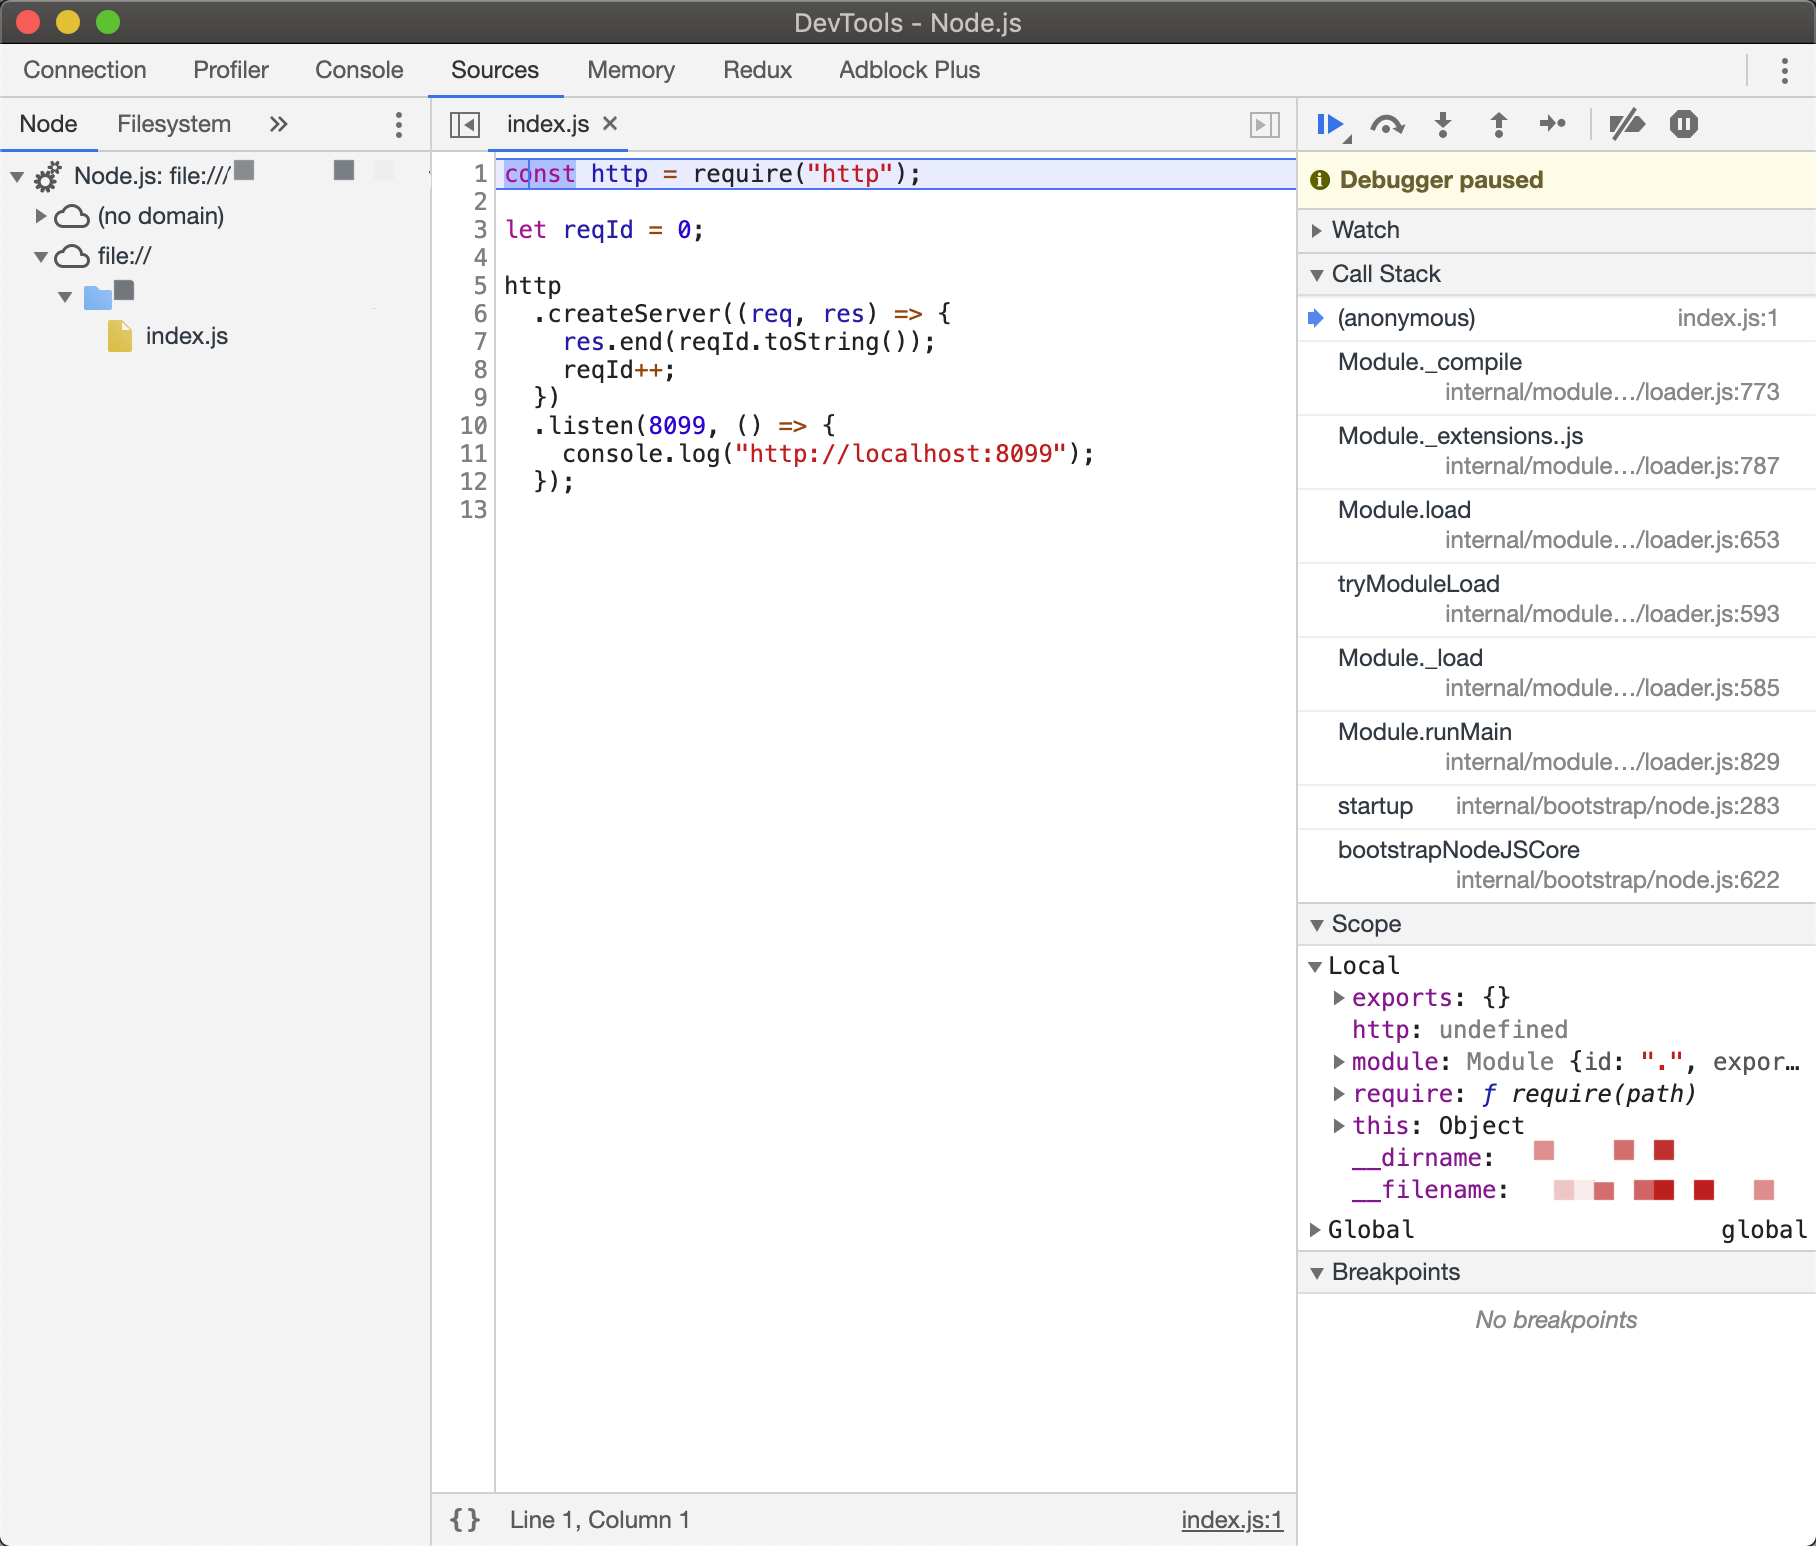 DevTools - Node.js
Connection Profiler Console Sources Memory Redux Adblock Plus
Node Filesystem »
Node.js: file:///
(no domain)
file://
index.js
index.js ×
1 const http = require("http");
2
3 let reqId = 0;
4
5 http
6 .createServer((req, res) => {
7 res.end(reqId.toString());
8 reqId++;
9 })
10 .listen(8099, () => {
11 console.log("http://localhost:8099");
12 });
13
{} Line 1, Column 1 index.js:1
Debugger paused
Watch
Call Stack
(anonymous) index.js:1
Module._compile
internal/module…/loader.js:773
Module._extensions..js
internal/module…/loader.js:787
Module.load
internal/module…/loader.js:653
tryModuleLoad
internal/module…/loader.js:593
Module._load
internal/module…/loader.js:585
Module.runMain
internal/module…/loader.js:829
startup internal/bootstrap/node.js:283
bootstrapNodeJSCore
internal/bootstrap/node.js:622
Scope
Local
exports: {}
http: undefined
module: Module {id: ".", expor…
require: ƒ require(path)
this: Object
__dirname:
__filename:
Global global
Breakpoints
No breakpoints